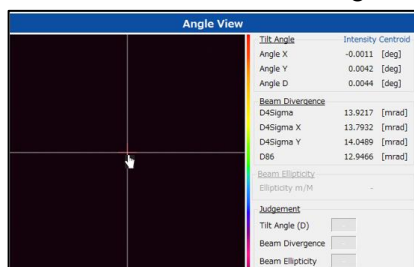 Angle View
Tilt Angle Intensity Centroid
Angle X -0.0011 [deg]
Angle Y 0.0042 [deg]
Angle D 0.0044 [deg]
Beam Divergence
D4Sigma 13.9217 [mrad]
D4Sigma X 13.7932 [mrad]
D4Sigma Y 14.0489 [mrad]
D86 12.9466 [mrad]
Beam Ellipticity
Ellipticity m/M -
Judgement
Tilt Angle (D)
Beam Divergence
Beam Ellipticity